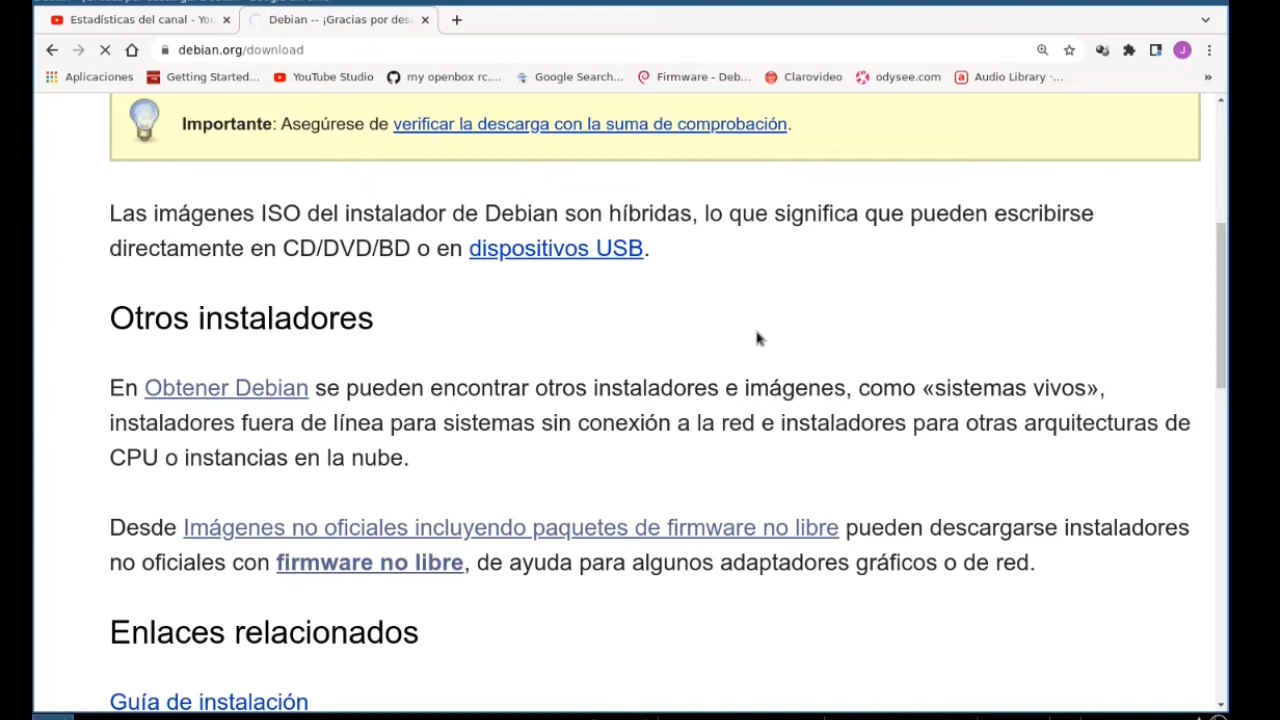 Estadísticas del canal - You
Debian -- ¡Gracias por desc
debian.org/download
J
Aplicaciones
Getting Started...
YouTube Studio
my openbox rc....
Google Search...
Firmware - Deb...
Clarovideo
odysee.com
Audio Library ·...
»
Importante: Asegúrese de verificar la descarga con la suma de comprobación.
Las imágenes ISO del instalador de Debian son híbridas, lo que significa que pueden escribirse
directamente en CD/DVD/BD o en dispositivos USB.
Otros instaladores
En Obtener Debian se pueden encontrar otros instaladores e imágenes, como «sistemas vivos»,
instaladores fuera de línea para sistemas sin conexión a la red e instaladores para otras arquitecturas de
CPU o instancias en la nube.
Desde Imágenes no oficiales incluyendo paquetes de firmware no libre pueden descargarse instaladores
no oficiales con firmware no libre, de ayuda para algunos adaptadores gráficos o de red.
Enlaces relacionados
Guía de instalación